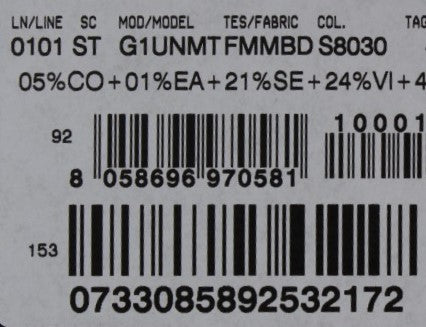 LN/LINE SC MOD/MODEL TES/FABRIC COL. TAG
0101 ST G1UNMT FMMBD S8030
05%CO+01%EA+21%SE+24%VI+4
92
10001
8 058696 970581
153
0733085892532172